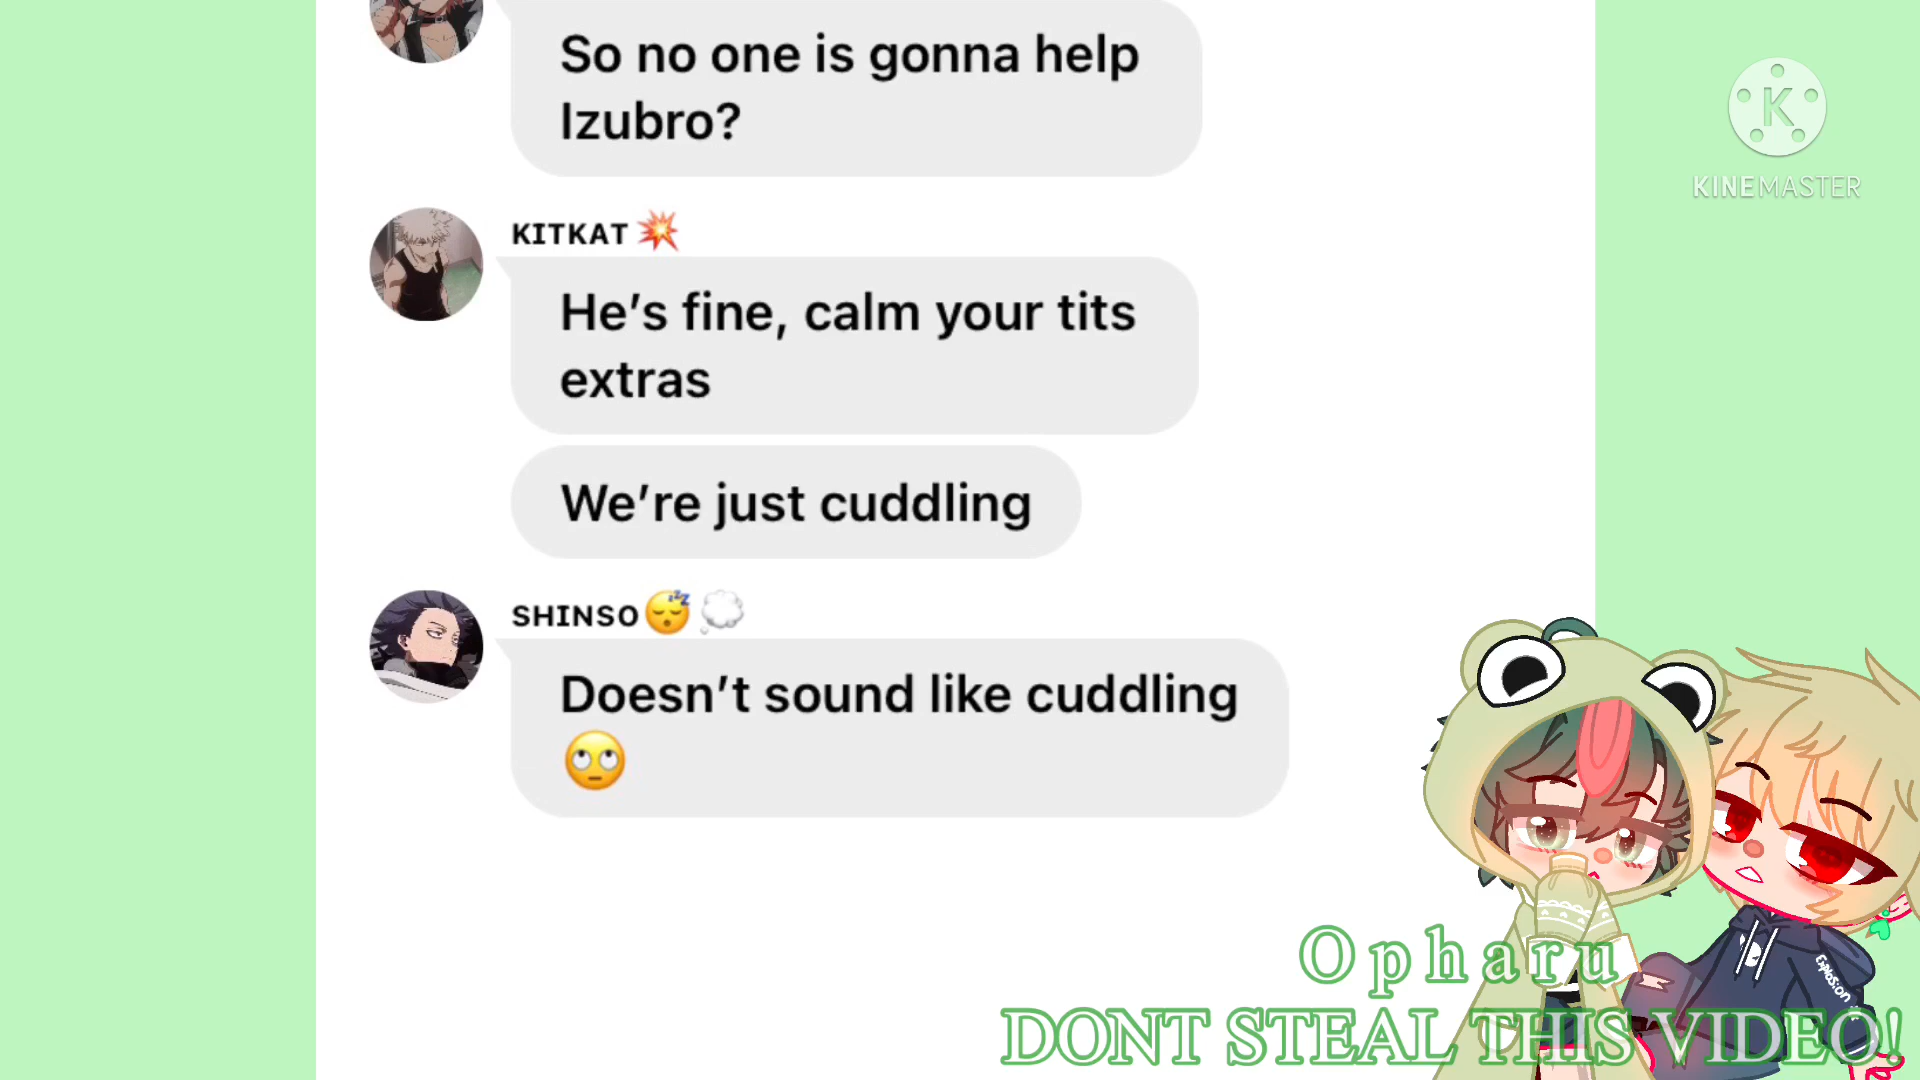 So no one is gonna help
Izubro?
KINEMASTER
KITKAT💥
He’s fine, calm your tits
extras
We’re just cuddling
SHINSO😴💭
Doesn’t sound like cuddling
🙄
Explosion
Opharu
DONT STEAL THIS VIDEO!